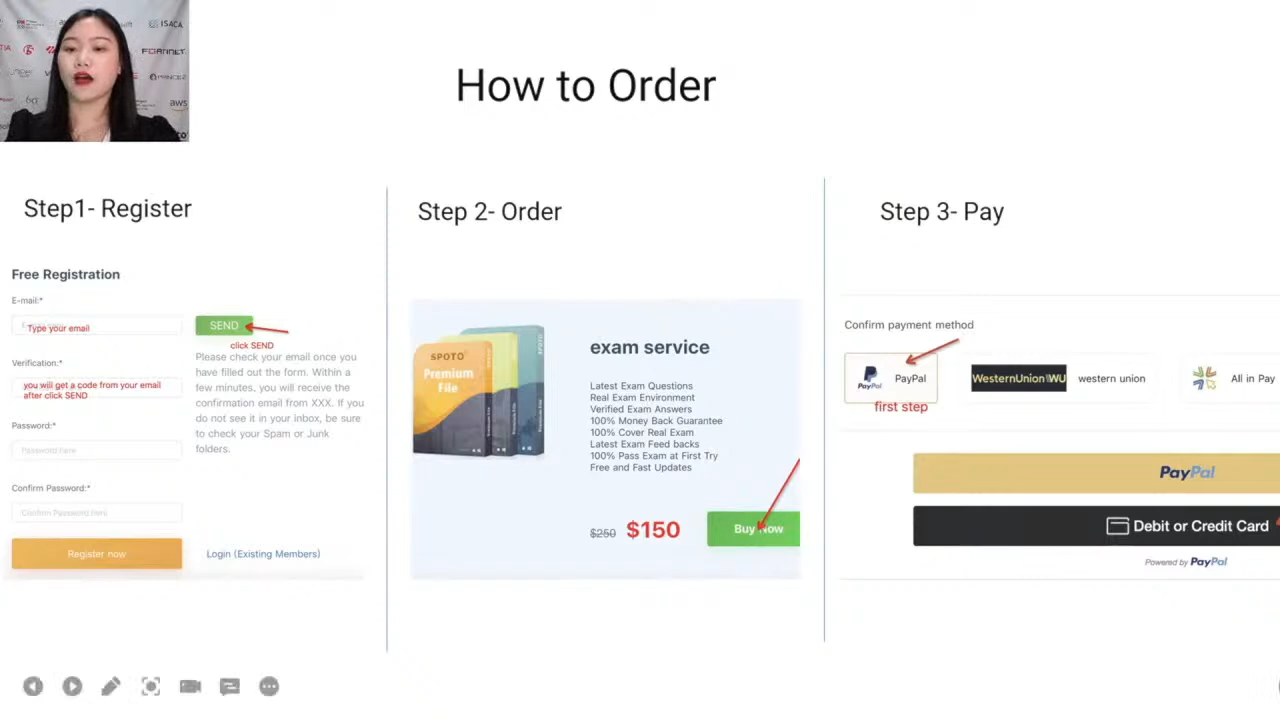 ISACA
FORTINET
PRINCE2
aws
How to Order
Step1- Register
Free Registration
E-mail:*
Type your email
SEND
click SEND
Verification:*
you will get a code from your email
after click SEND
Please check your email once you
have filled out the form. Within a
few minutes, you will receive the
confirmation email from XXX. If you
do not see it in your inbox, be sure
to check your Spam or Junk
folders.
Password:*
Password here
Confirm Password:*
Confirm Password here
Register now
Login (Existing Members)
Step 2- Order
SPOTO
Premium
File
exam service
Latest Exam Questions
Real Exam Environment
Verified Exam Answers
100% Money Back Guarantee
100% Cover Real Exam
Latest Exam Feed backs
100% Pass Exam at First Try
Free and Fast Updates
$250 $150
Buy Now
Step 3- Pay
Confirm payment method
PayPal
PayPal
first step
WesternUnion WU
western union
All in Pay
PayPal
Debit or Credit Card
Powered by PayPal